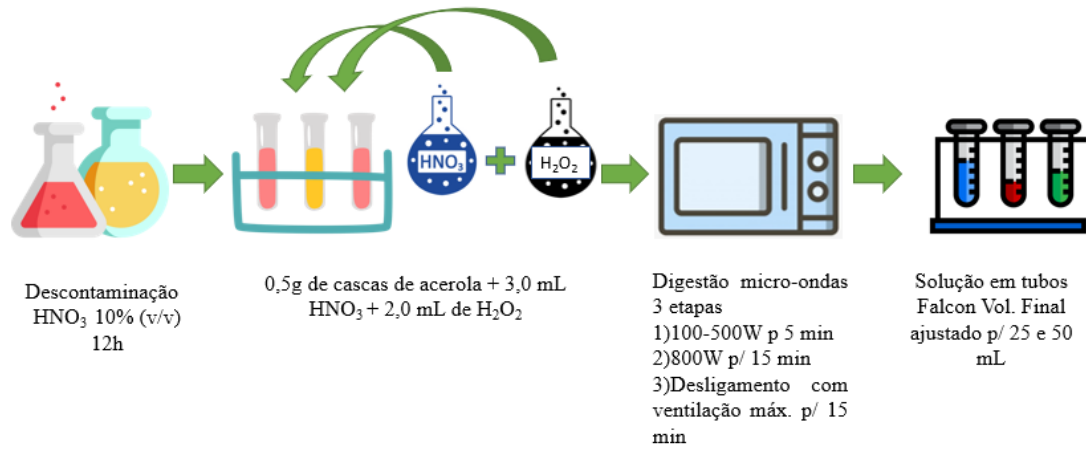 HNO₃
H₂O₂
Descontaminação
HNO₃ 10% (v/v)
12h
0,5g de cascas de acerola + 3,0 mL
HNO₃ + 2,0 mL de H₂O₂
Digestão micro-ondas
3 etapas
1)100-500W p 5 min
2)800W p/ 15 min
3)Desligamento com
ventilação máx. p/ 15
min
Solução em tubos
Falcon Vol. Final
ajustado p/ 25 e 50
mL